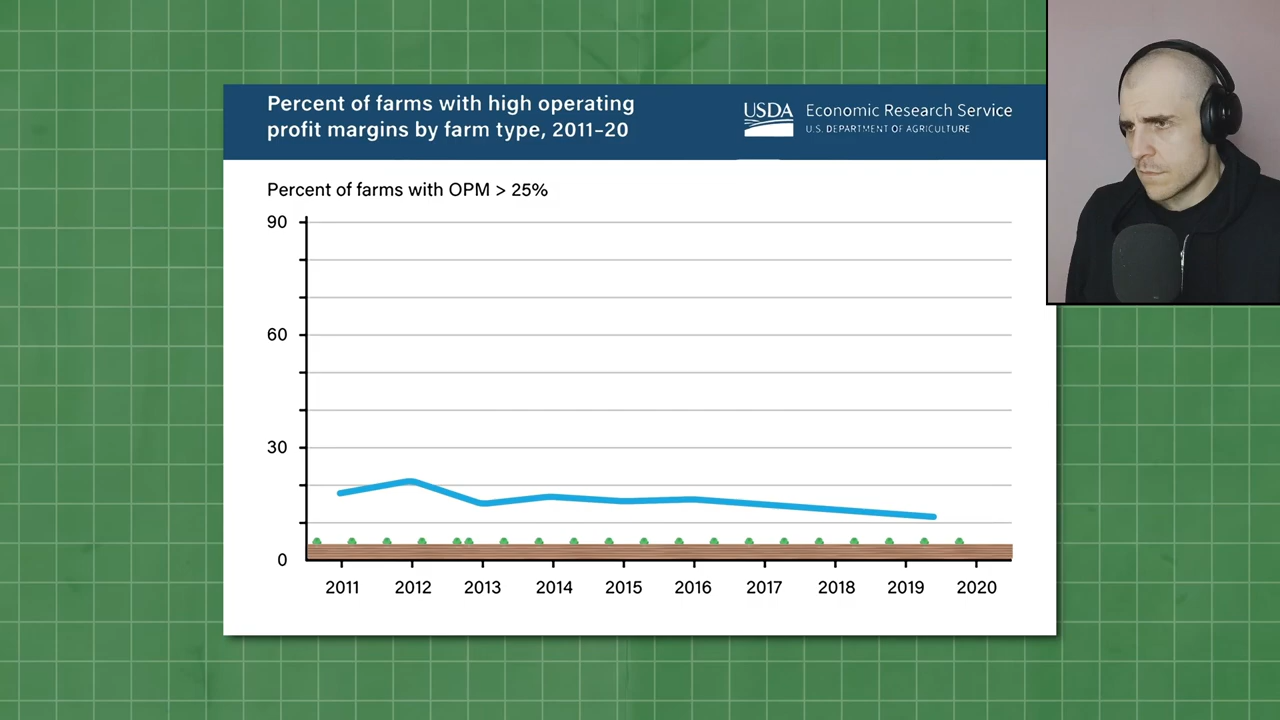 Percent of farms with high operating
profit margins by farm type, 2011–20
USDA Economic Research Service
U.S. DEPARTMENT OF AGRICULTURE
Percent of farms with OPM > 25%
90
60
30
0
2011 2012 2013 2014 2015 2016 2017 2018 2019 2020